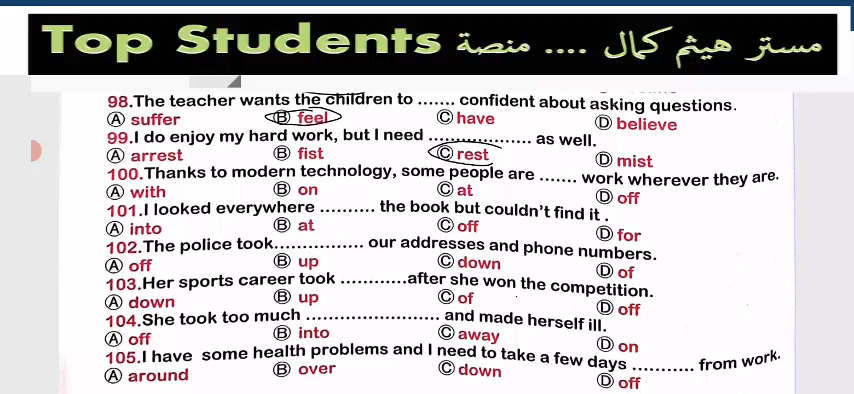 Top Students مستر هيثم كمال .... منصة
98.The teacher wants the children to ....... confident about asking questions.
Ⓐ suffer Ⓑ feel Ⓒ have Ⓓ believe
99.I do enjoy my hard work, but I need .................. as well.
Ⓐ arrest Ⓑ fist Ⓒ rest Ⓓ mist
100.Thanks to modern technology, some people are ....... work wherever they are.
Ⓐ with Ⓑ on Ⓒ at Ⓓ off
101.I looked everywhere .......... the book but couldn't find it .
Ⓐ into Ⓑ at Ⓒ off Ⓓ for
102.The police took................ our addresses and phone numbers.
Ⓐ off Ⓑ up Ⓒ down Ⓓ of
103.Her sports career took ............after she won the competition.
Ⓐ down Ⓑ up Ⓒ of Ⓓ off
104.She took too much ........................ and made herself ill.
Ⓐ off Ⓑ into Ⓒ away Ⓓ on
105.I have some health problems and I need to take a few days ........... from work.
Ⓐ around Ⓑ over Ⓒ down Ⓓ off